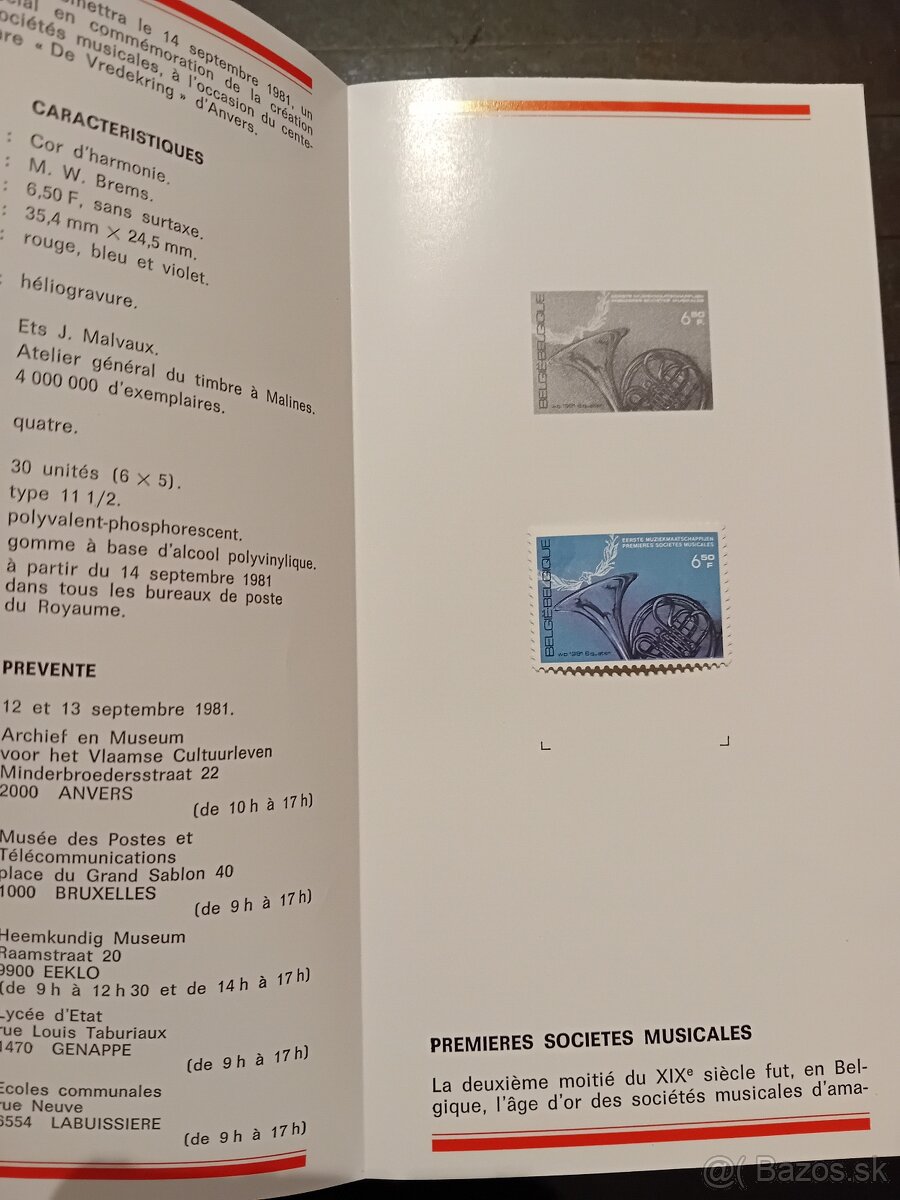 mettra le 14 septembre 1981, un
en commémoration de la création
sociétés musicales, à l'occasion du cente-
« De Vredekring » d'Anvers.
CARACTERISTIQUES
: Cor d'harmonie.
: M. W. Brems.
: 6,50 F, sans surtaxe.
: 35,4 mm × 24,5 mm.
: rouge, bleu et violet.
: héliogravure.
Ets J. Malvaux.
Atelier général du timbre à Malines.
4 000 000 d'exemplaires.
quatre.
30 unités (6 × 5).
type 11 1/2.
polyvalent-phosphorescent.
gomme à base d'alcool polyvinylique.
à partir du 14 septembre 1981
dans tous les bureaux de poste
du Royaume.
PREVENTE
12 et 13 septembre 1981.
Archief en Museum
voor het Vlaamse Cultuurleven
Minderbroedersstraat 22
2000 ANVERS
(de 10 h à 17 h)
Musée des Postes et
Télécommunications
place du Grand Sablon 40
1000 BRUXELLES
(de 9 h à 17 h)
Heemkundig Museum
Raamstraat 20
9900 EEKLO
(de 9 h à 12 h 30 et de 14 h à 17 h)
Lycée d'Etat
rue Louis Taburiaux
1470 GENAPPE
(de 9 h à 17 h)
Ecoles communales
rue Neuve
6554 LABUISSIERE
(de 9 h à 17 h)
EERSTE MUZIEKMAATSCHAPPIJEN
PREMIERES SOCIETES MUSICALES
6 50 F.
BELGIË-BELGIQUE
EERSTE MUZIEKMAATSCHAPPIJEN
PREMIERES SOCIETES MUSICALES
6 50 F
BELGIË-BELGIQUE
PREMIERES SOCIETES MUSICALES
La deuxième moitié du XIXe siècle fut, en Bel-
gique, l'âge d'or des sociétés musicales d'ama-
@( Bazos.sk